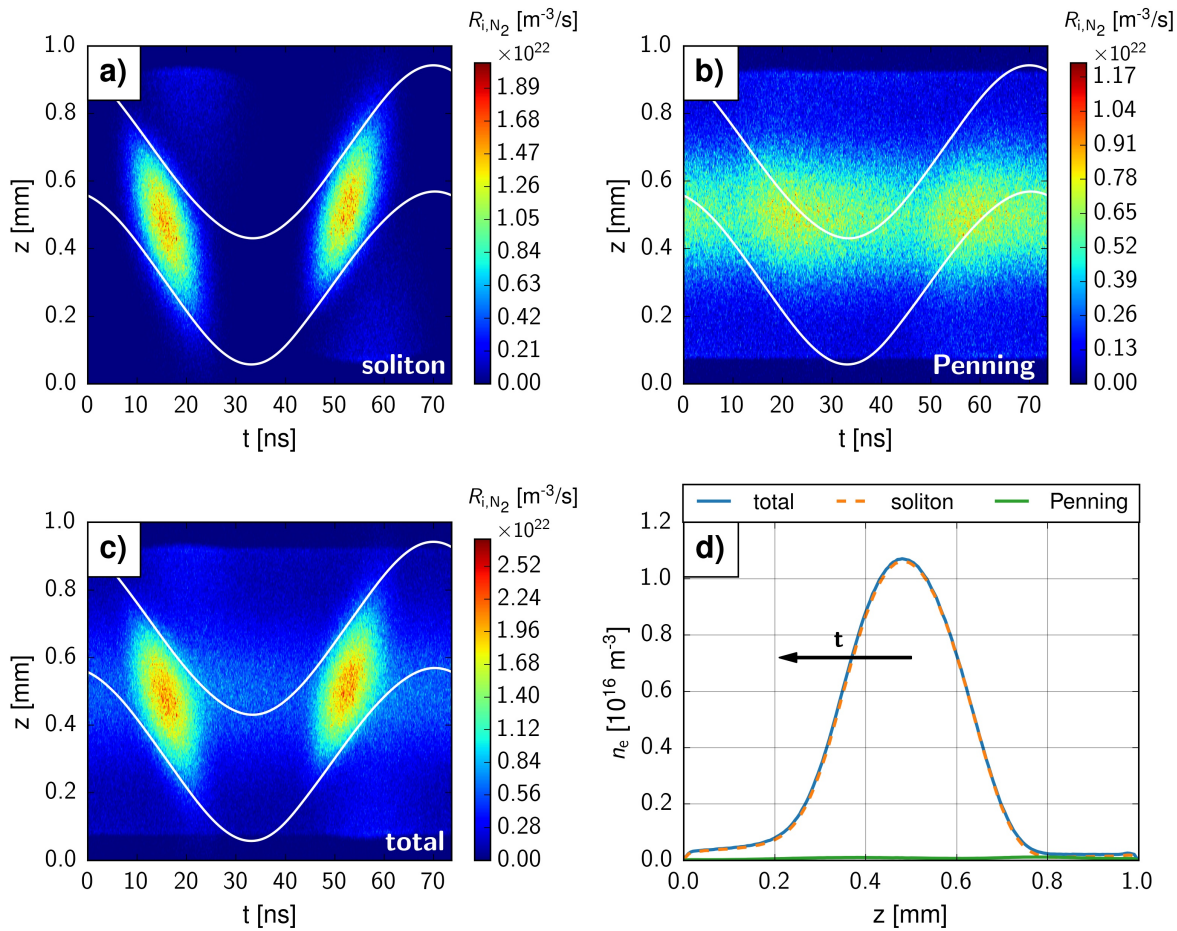 R_i,N₂ [m⁻³/s]
×10²²
a)
z [mm]
1.0
0.8
0.6
0.4
0.2
0.0
0 10 20 30 40 50 60 70
t [ns]
soliton
1.89
1.68
1.47
1.26
1.05
0.84
0.63
0.42
0.21
0.00
R_i,N₂ [m⁻³/s]
×10²²
b)
z [mm]
1.0
0.8
0.6
0.4
0.2
0.0
0 10 20 30 40 50 60 70
t [ns]
Penning
1.17
1.04
0.91
0.78
0.65
0.52
0.39
0.26
0.13
0.00
R_i,N₂ [m⁻³/s]
×10²²
c)
z [mm]
1.0
0.8
0.6
0.4
0.2
0.0
0 10 20 30 40 50 60 70
t [ns]
total
2.52
2.24
1.96
1.68
1.40
1.12
0.84
0.56
0.28
0.00
total soliton Penning
d)
n_e [10¹⁶ m⁻³]
1.2
1.0
0.8
0.6
0.4
0.2
0.0
t
0.0 0.2 0.4 0.6 0.8 1.0
z [mm]